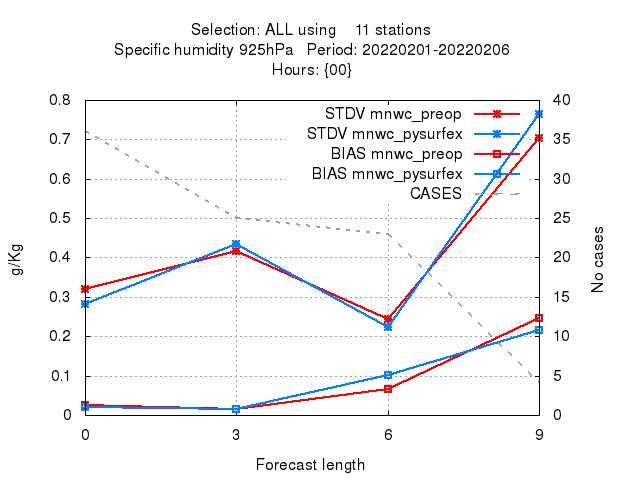 Selection: ALL using    11 stations
Specific humidity 925hPa   Period: 20220201-20220206
Hours: {00}
STDV mnwc_preop
STDV mnwc_pysurfex
BIAS mnwc_preop
BIAS mnwc_pysurfex
CASES
0.8
0.7
0.6
0.5
0.4
0.3
0.2
0.1
0
g/Kg
40
35
30
25
20
15
10
5
0
No cases
0 3 6 9
Forecast length